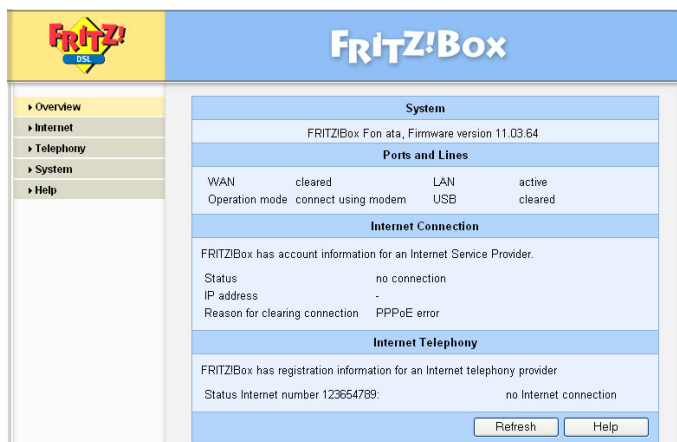 FRITZ!
DSL
FRITZ!BOX
Overview
Internet
Telephony
System
Help
System
FRITZ!Box Fon ata, Firmware version 11.03.64
Ports and Lines
WAN cleared LAN active
Operation mode connect using modem USB cleared
Internet Connection
FRITZ!Box has account information for an Internet Service Provider.
Status no connection
IP address -
Reason for clearing connection PPPoE error
Internet Telephony
FRITZ!Box has registration information for an Internet telephony provider
Status Internet number 123654789: no Internet connection
Refresh Help